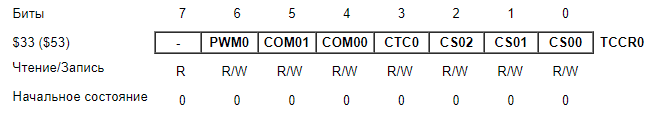 Биты 7 6 5 4 3 2 1 0
$33 ($53) - PWM0 COM01 COM00 CTC0 CS02 CS01 CS00 TCCR0
Чтение/Запись R R/W R/W R/W R/W R/W R/W R/W
Начальное состояние 0 0 0 0 0 0 0 0